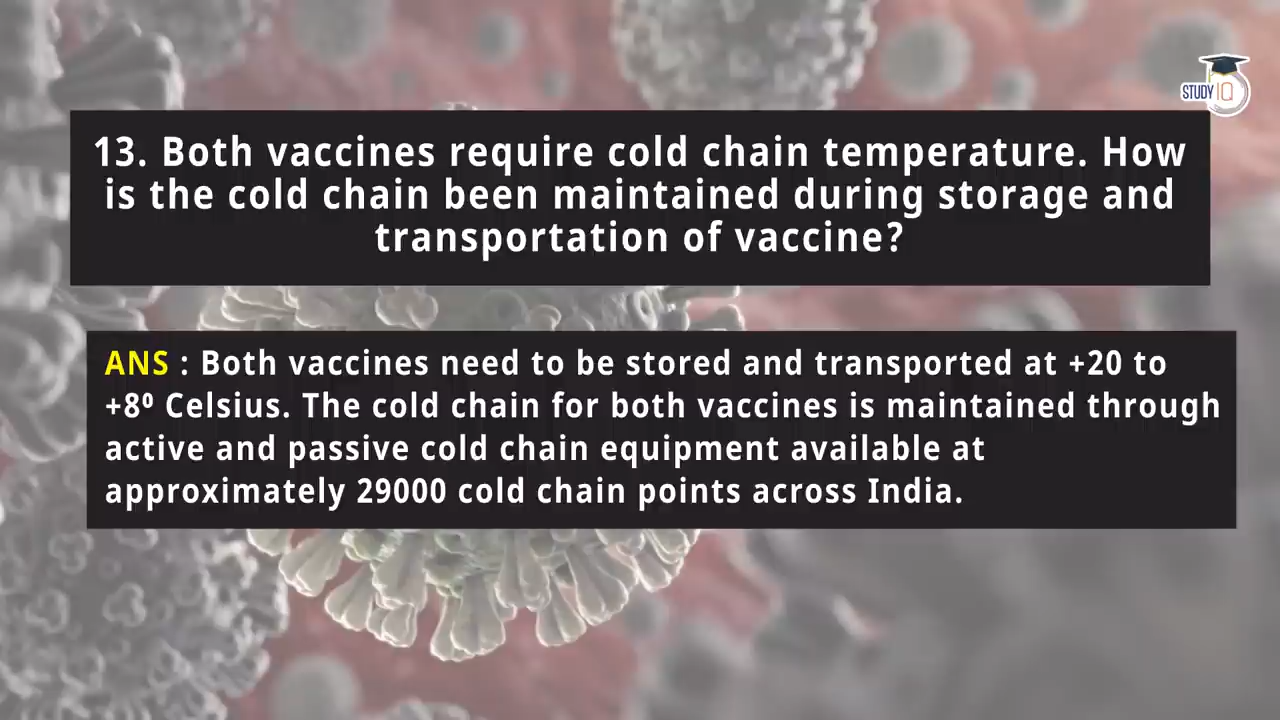 STUDY IQ
13. Both vaccines require cold chain temperature. How
is the cold chain been maintained during storage and
transportation of vaccine?
ANS : Both vaccines need to be stored and transported at +20 to
+8⁰ Celsius. The cold chain for both vaccines is maintained through
active and passive cold chain equipment available at
approximately 29000 cold chain points across India.